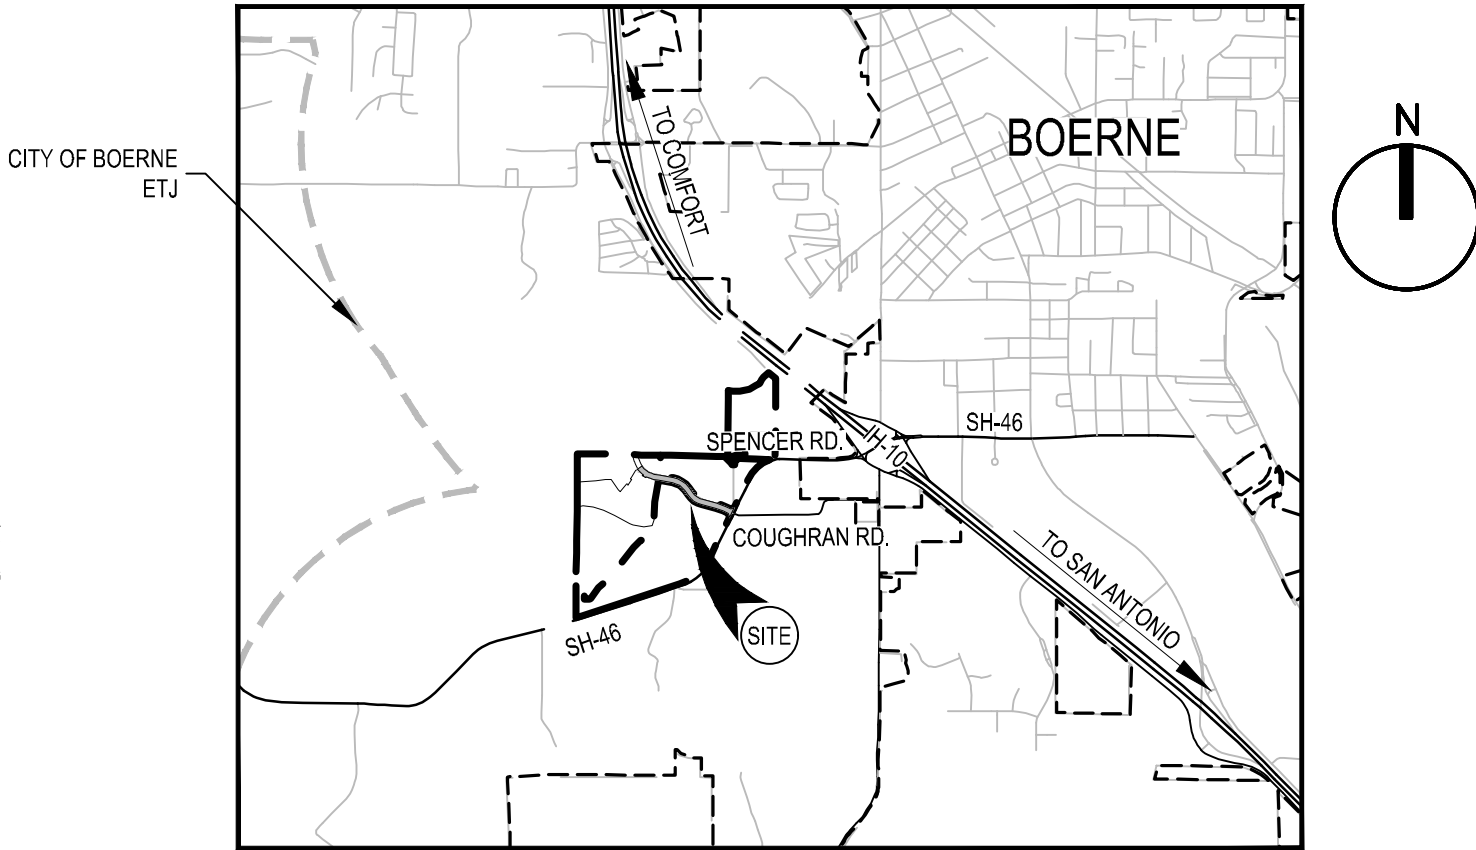 N
BOERNE
CITY OF BOERNE
ETJ
TO COMFORT
SH-46
SPENCER RD.
IH-10
COUGHRAN RD.
TO SAN ANTONIO
SITE
SH-46